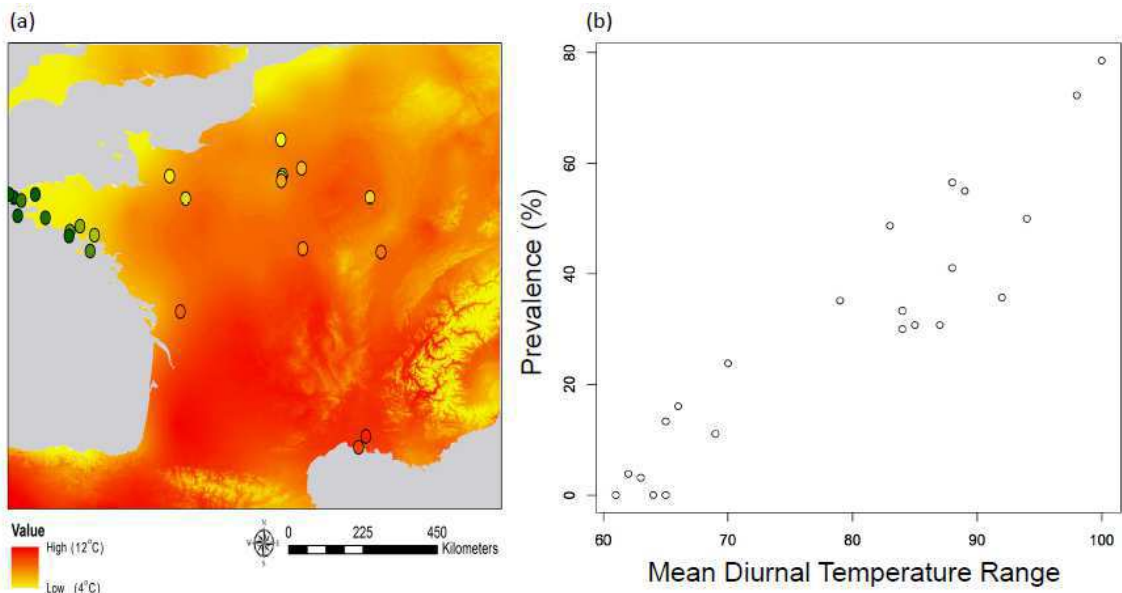 (a)
Value
High (12°C)
Low (4°C)
N
W
E
S
0 225 450
Kilometers
(b)
Prevalence (%)
80
60
40
20
0
60 70 80 90 100
Mean Diurnal Temperature Range